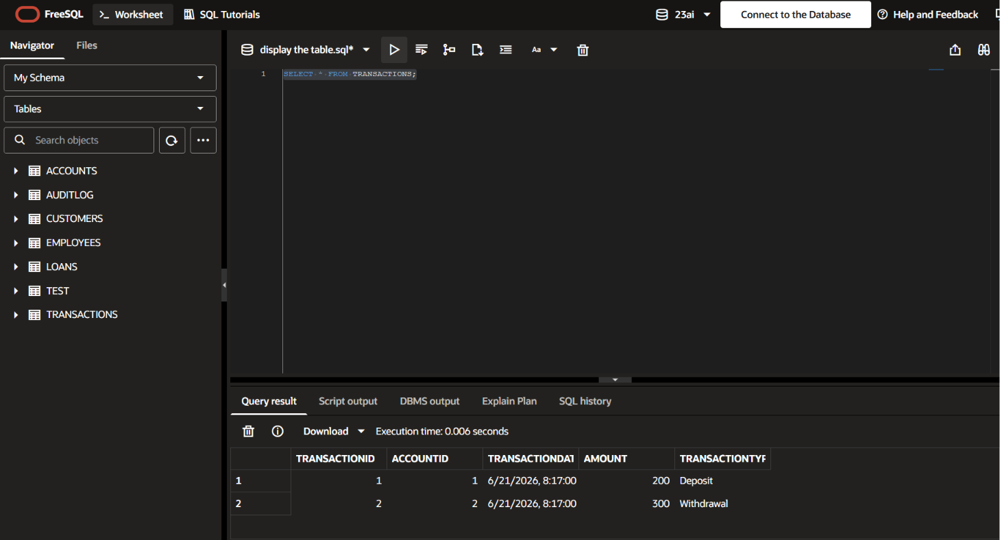 FreeSQL >_ Worksheet SQL Tutorials 23ai Connect to the Database Help and Feedback
Navigator Files
My Schema
Tables
Search objects
ACCOUNTS
AUDITLOG
CUSTOMERS
EMPLOYEES
LOANS
TEST
TRANSACTIONS
display the table.sql* Aa
1 SELECT * FROM TRANSACTIONS;
Query result Script output DBMS output Explain Plan SQL history
Download Execution time: 0.006 seconds
TRANSACTIONID ACCOUNTID TRANSACTIONDAT AMOUNT TRANSACTIONTYP
1 1 1 6/21/2026, 8:17:00 200 Deposit
2 2 2 6/21/2026, 8:17:00 300 Withdrawal